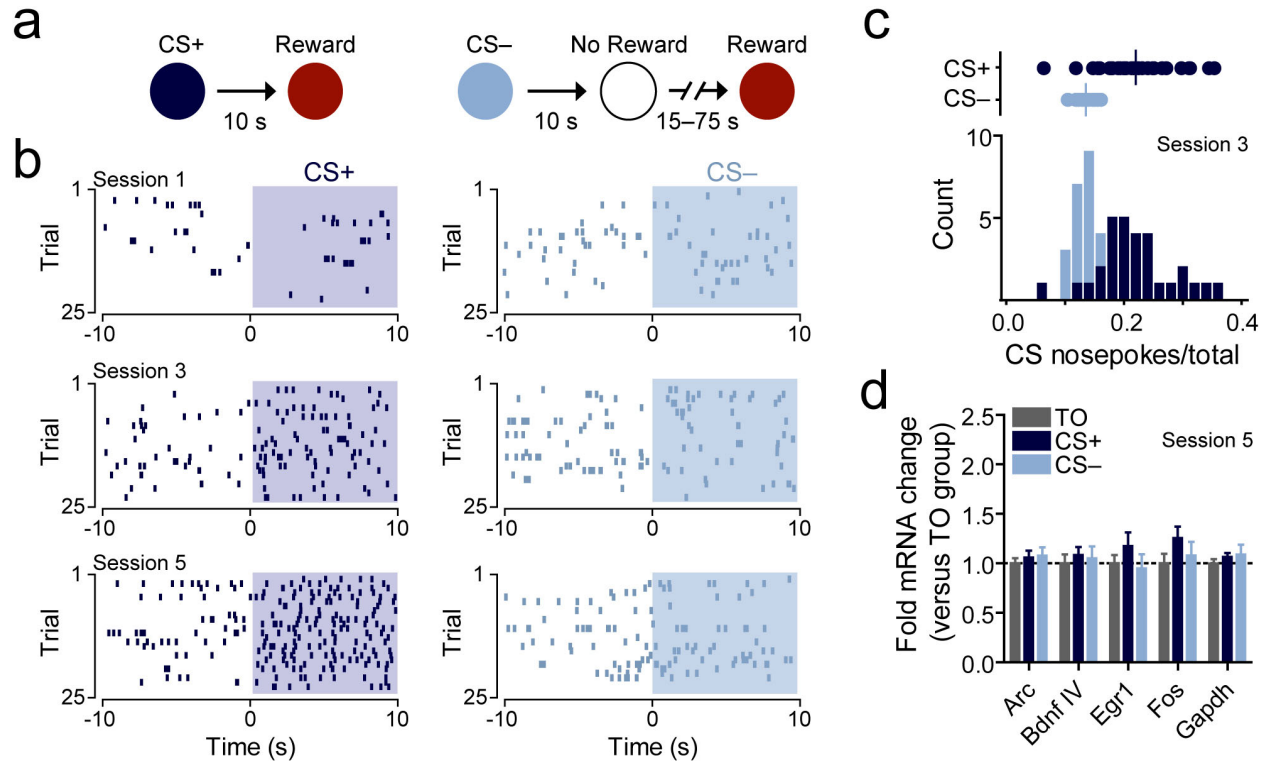 a
CS+
Reward
10 s
CS–
No Reward
Reward
10 s
15–75 s
b
Session 1
CS+
CS–
1
Trial
25
-10
0
10
1
Trial
25
-10
0
10
Session 3
1
Trial
25
-10
0
10
1
Trial
25
-10
0
10
Session 5
1
Trial
25
-10
0
10
Time (s)
1
Trial
25
-10
0
10
Time (s)
c
CS+
CS–
Session 3
10
5
Count
0.0
0.2
0.4
CS nosepokes/total
d
TO
CS+
CS–
Session 5
Fold mRNA change
(versus TO group)
2.5
2.0
1.5
1.0
0.5
0.0
Arc
Bdnf IV
Egr1
Fos
Gapdh